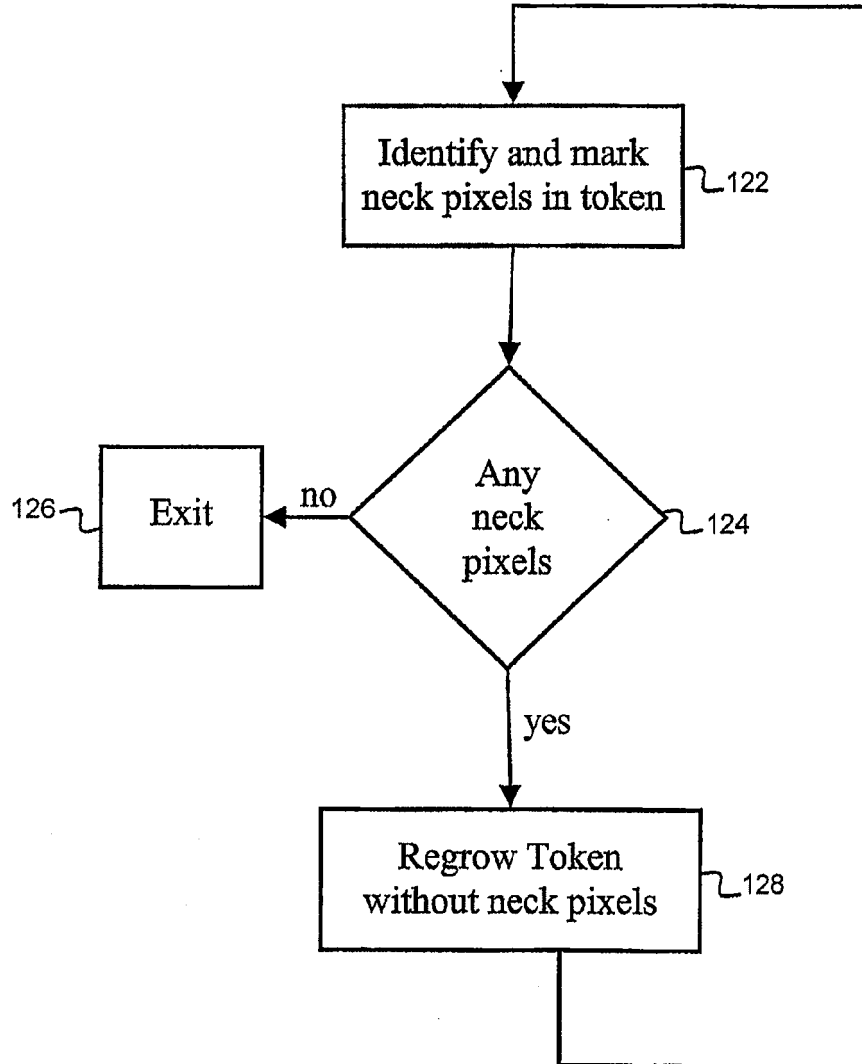 Identify and mark
neck pixels in token
122
Any
neck
pixels
124
no
Exit
126
yes
Regrow Token
without neck pixels
128